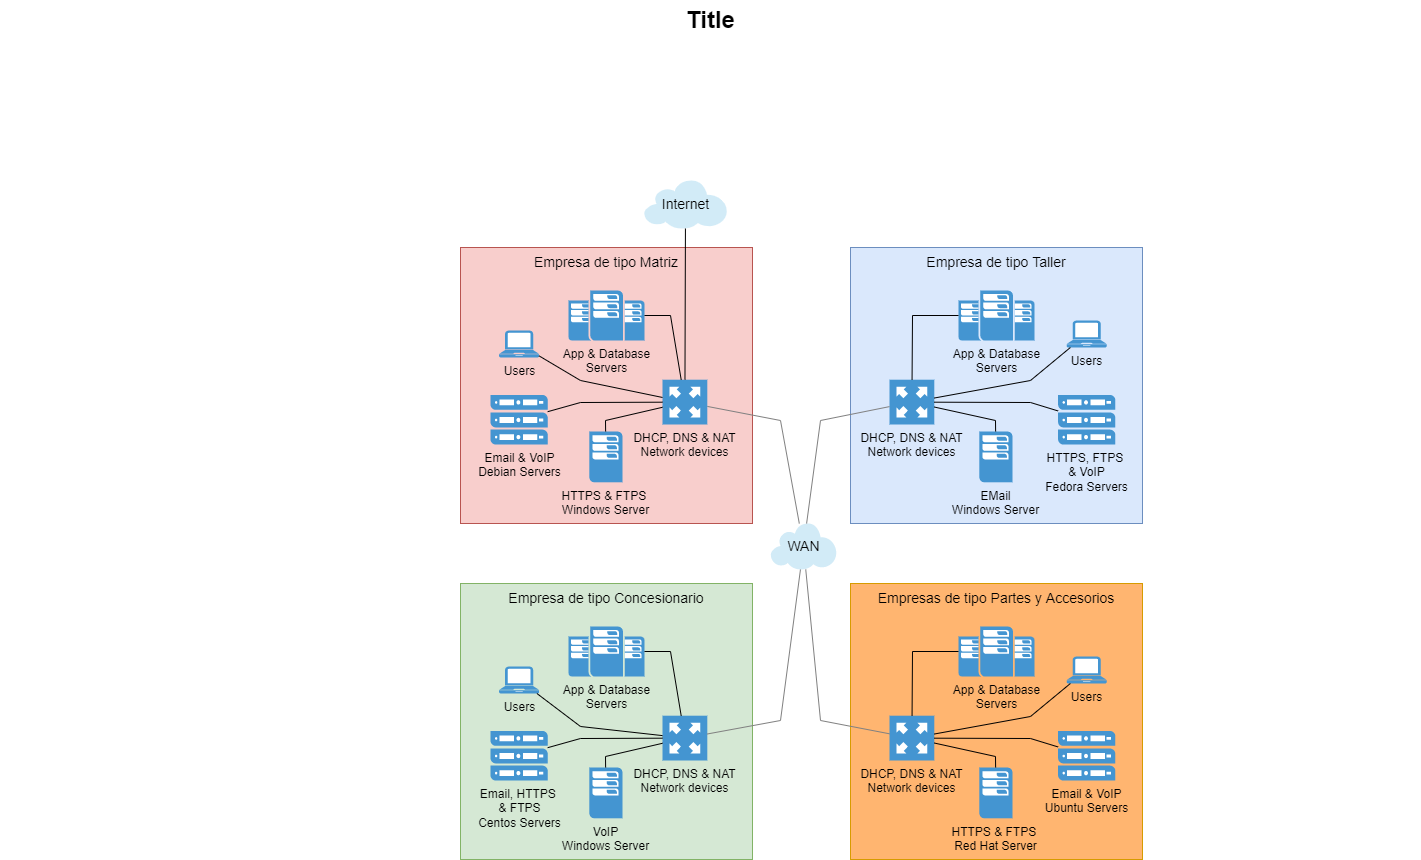 Title
Internet
Empresa de tipo Matriz
App & Database
Servers
Users
Email & VoIP
Debian Servers
DHCP, DNS & NAT
Network devices
HTTPS & FTPS
Windows Server
Empresa de tipo Taller
App & Database
Servers
Users
DHCP, DNS & NAT
Network devices
HTTPS, FTPS
& VoIP
Fedora Servers
EMail
Windows Server
WAN
Empresa de tipo Concesionario
App & Database
Servers
Users
DHCP, DNS & NAT
Network devices
Email, HTTPS
& FTPS
Centos Servers
VoIP
Windows Server
Empresas de tipo Partes y Accesorios
App & Database
Servers
Users
DHCP, DNS & NAT
Network devices
Email & VoIP
Ubuntu Servers
HTTPS & FTPS
Red Hat Server